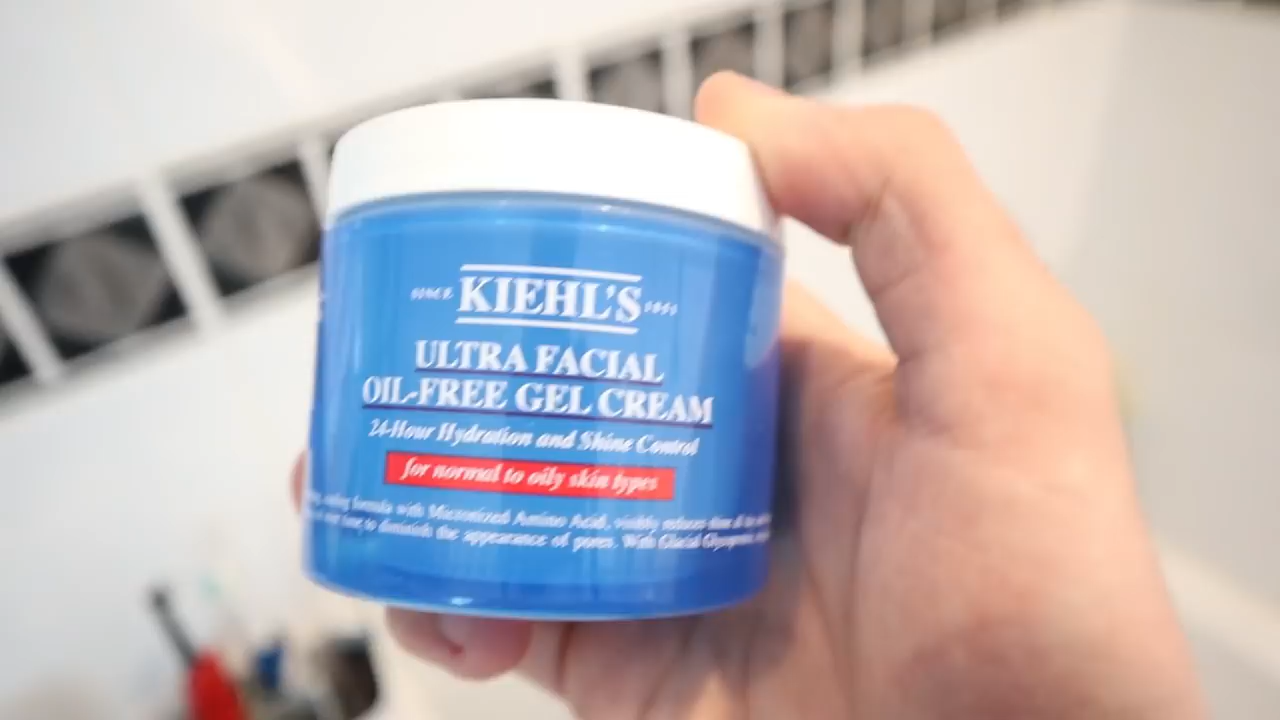 SINCE KIEHL'S 1851
ULTRA FACIAL
OIL-FREE GEL CREAM
24-Hour Hydration and Shine Control
for normal to oily skin types
formula with Micronized Amino Acid, visibly reduces
to diminish the appearance of pores. With Glacial